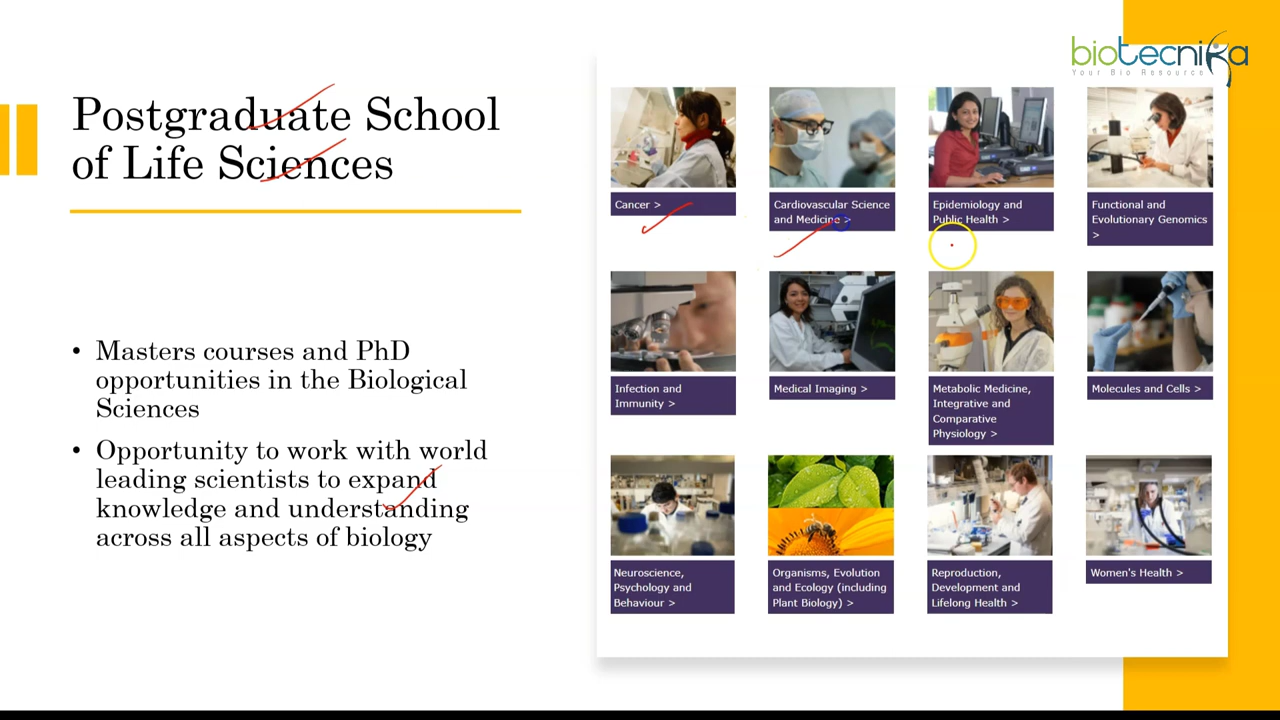 biotecnika
Your Bio Resource
Postgraduate School
of Life Sciences
Masters courses and PhD
opportunities in the Biological
Sciences
Opportunity to work with world
leading scientists to expand
knowledge and understanding
across all aspects of biology
Cancer >
Cardiovascular Science
and Medicine >
Epidemiology and
Public Health >
Functional and
Evolutionary Genomics
>
Infection and
Immunity >
Medical Imaging >
Metabolic Medicine,
Integrative and
Comparative
Physiology >
Molecules and Cells >
Neuroscience,
Psychology and
Behaviour >
Organisms, Evolution
and Ecology (including
Plant Biology) >
Reproduction,
Development and
Lifelong Health >
Women's Health >